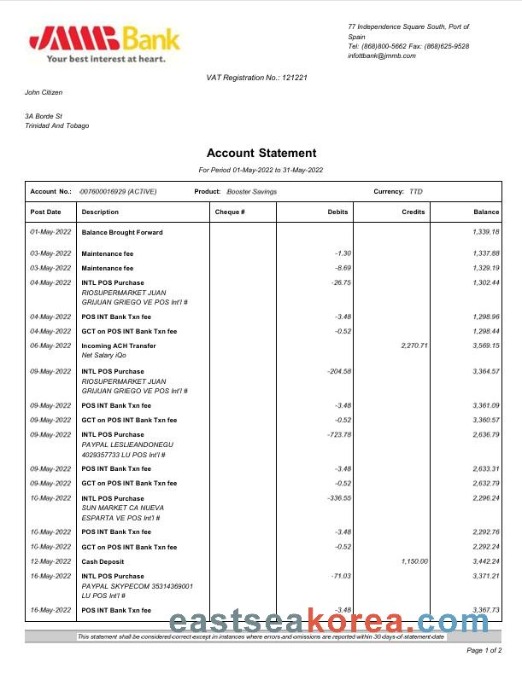 JMMB Bank
Your best interest at heart.
77 Independence Square South, Port of
Spain
Tel: (868)800-5662 Fax: (868)625-9528
infottbank@jmmb.com
VAT Registration No.: 121221
John Citizen
3A Borde St
Trinidad And Tobago
Account Statement
For Period 01-May-2022 to 31-May-2022
Account No.: 007600016929 (ACTIVE) Product: Booster Savings Currency: TTD
Post Date Description Cheque # Debits Credits Balance
01-May-2022 Balance Brought Forward 1,339.18
03-May-2022 Maintenance fee -1.30 1,337.88
03-May-2022 Maintenance fee -8.69 1,329.19
04-May-2022 INTL POS Purchase -26.75 1,302.44
RIOSUPERMARKET JUAN
GRIJUAN GRIEGO VE POS Int'l #
04-May-2022 POS INT Bank Txn fee -3.48 1,298.96
04-May-2022 GCT on POS INT Bank Txn fee -0.52 1,298.44
06-May-2022 Incoming ACH Transfer 2,270.71 3,569.15
Net Salary iQo
09-May-2022 INTL POS Purchase -204.58 3,364.57
RIOSUPERMARKET JUAN
GRIJUAN GRIEGO VE POS Int'l #
09-May-2022 POS INT Bank Txn fee -3.48 3,361.09
09-May-2022 GCT on POS INT Bank Txn fee -0.52 3,360.57
09-May-2022 INTL POS Purchase -723.78 2,636.79
PAYPAL LESLIEANDONEGU
4029357733 LU POS Int'l #
09-May-2022 POS INT Bank Txn fee -3.48 2,633.31
09-May-2022 GCT on POS INT Bank Txn fee -0.52 2,632.79
10-May-2022 INTL POS Purchase -336.55 2,296.24
SUN MARKET CA NUEVA
ESPARTA VE POS Int'l #
10-May-2022 POS INT Bank Txn fee -3.48 2,292.76
10-May-2022 GCT on POS INT Bank Txn fee -0.52 2,292.24
12-May-2022 Cash Deposit 1,150.00 3,442.24
16-May-2022 INTL POS Purchase -71.03 3,371.21
PAYPAL SKYPECOM 35314369001
LU POS Int'l #
16-May-2022 POS INT Bank Txn fee -3.48 3,367.73
eastseakorea.com
This statement shall be considered correct except in instances where errors and omissions are reported within 30 days of statement date
Page 1 of 2